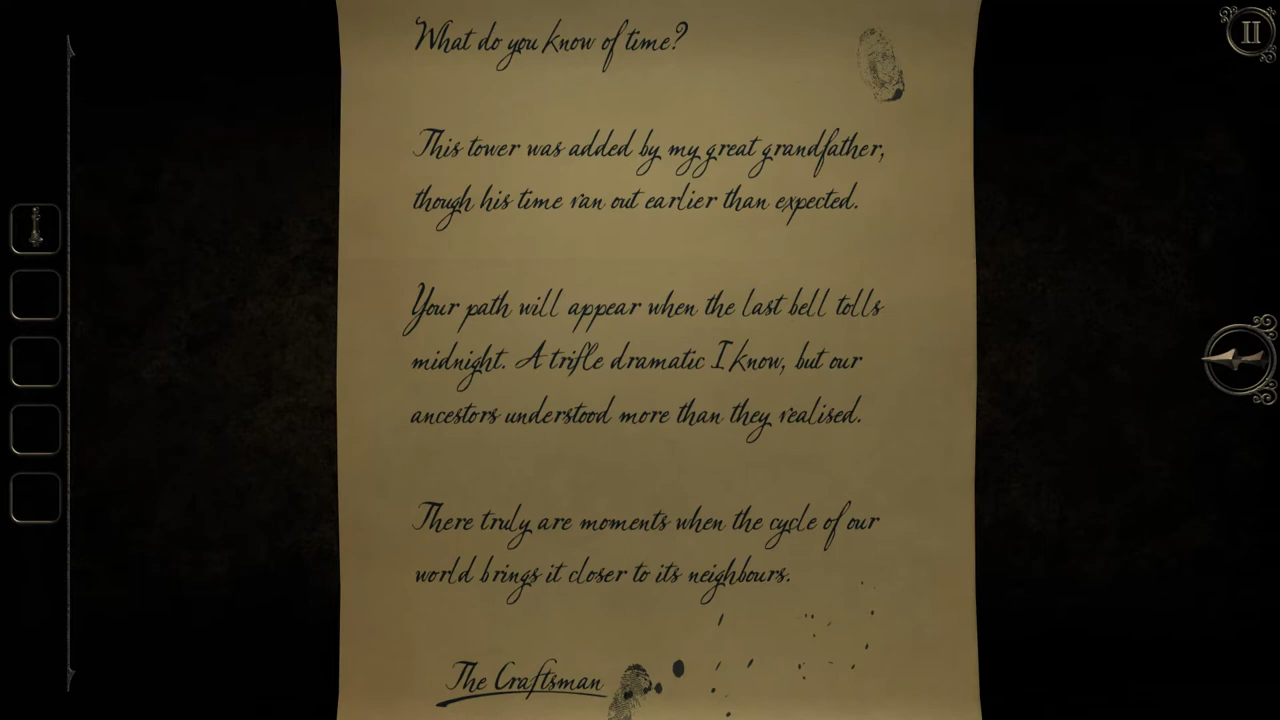 What do you know of time?
This tower was added by my great grandfather,
though his time ran out earlier than expected.
Your path will appear when the last bell tolls
midnight. A trifle dramatic I know, but our
ancestors understood more than they realised.
There truly are moments when the cycle of our
world brings it closer to its neighbours.
The Craftsman